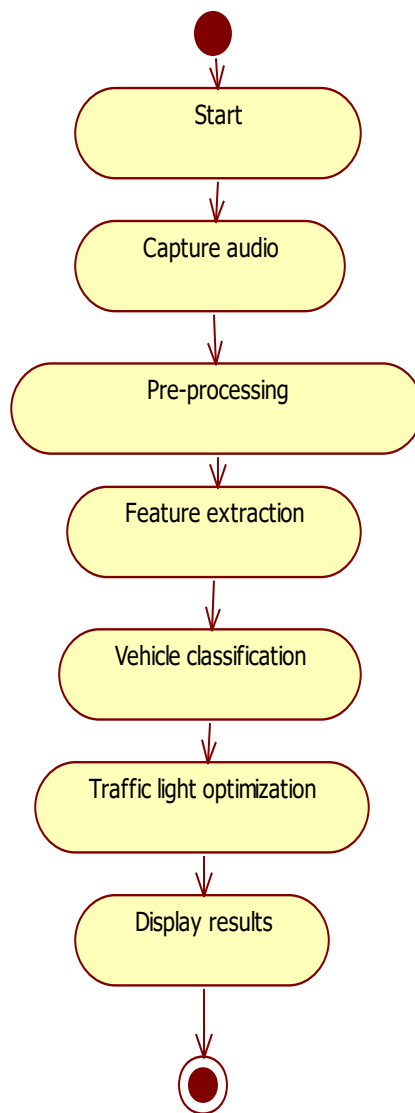 Start
Capture audio
Pre-processing
Feature extraction
Vehicle classification
Traffic light optimization
Display results